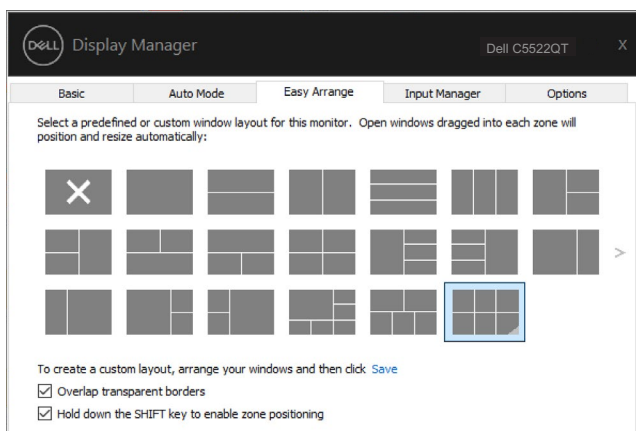 DELL Display Manager Dell C5522QT X
Basic Auto Mode Easy Arrange Input Manager Options
Select a predefined or custom window layout for this monitor. Open windows dragged into each zone will
position and resize automatically:
>
To create a custom layout, arrange your windows and then click Save
Overlap transparent borders
Hold down the SHIFT key to enable zone positioning